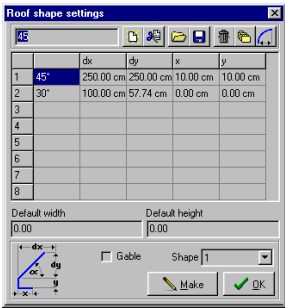 Roof shape settings
45
dx dy x y
1 45° 250.00 cm 250.00 cm 10.00 cm 10.00 cm
2 30° 100.00 cm 57.74 cm 0.00 cm 0.00 cm
3
4
5
6
7
8
Default width Default height
0.00 0.00
dx
dy
α
y
x
Gable Shape 1
Make OK